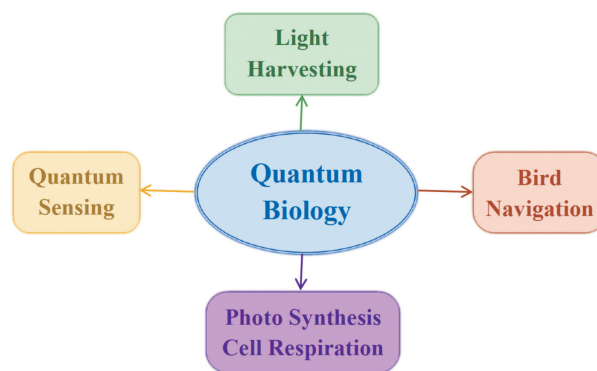 Light
Harvesting
Quantum
Sensing
Quantum
Biology
Bird
Navigation
Photo Synthesis
Cell Respiration